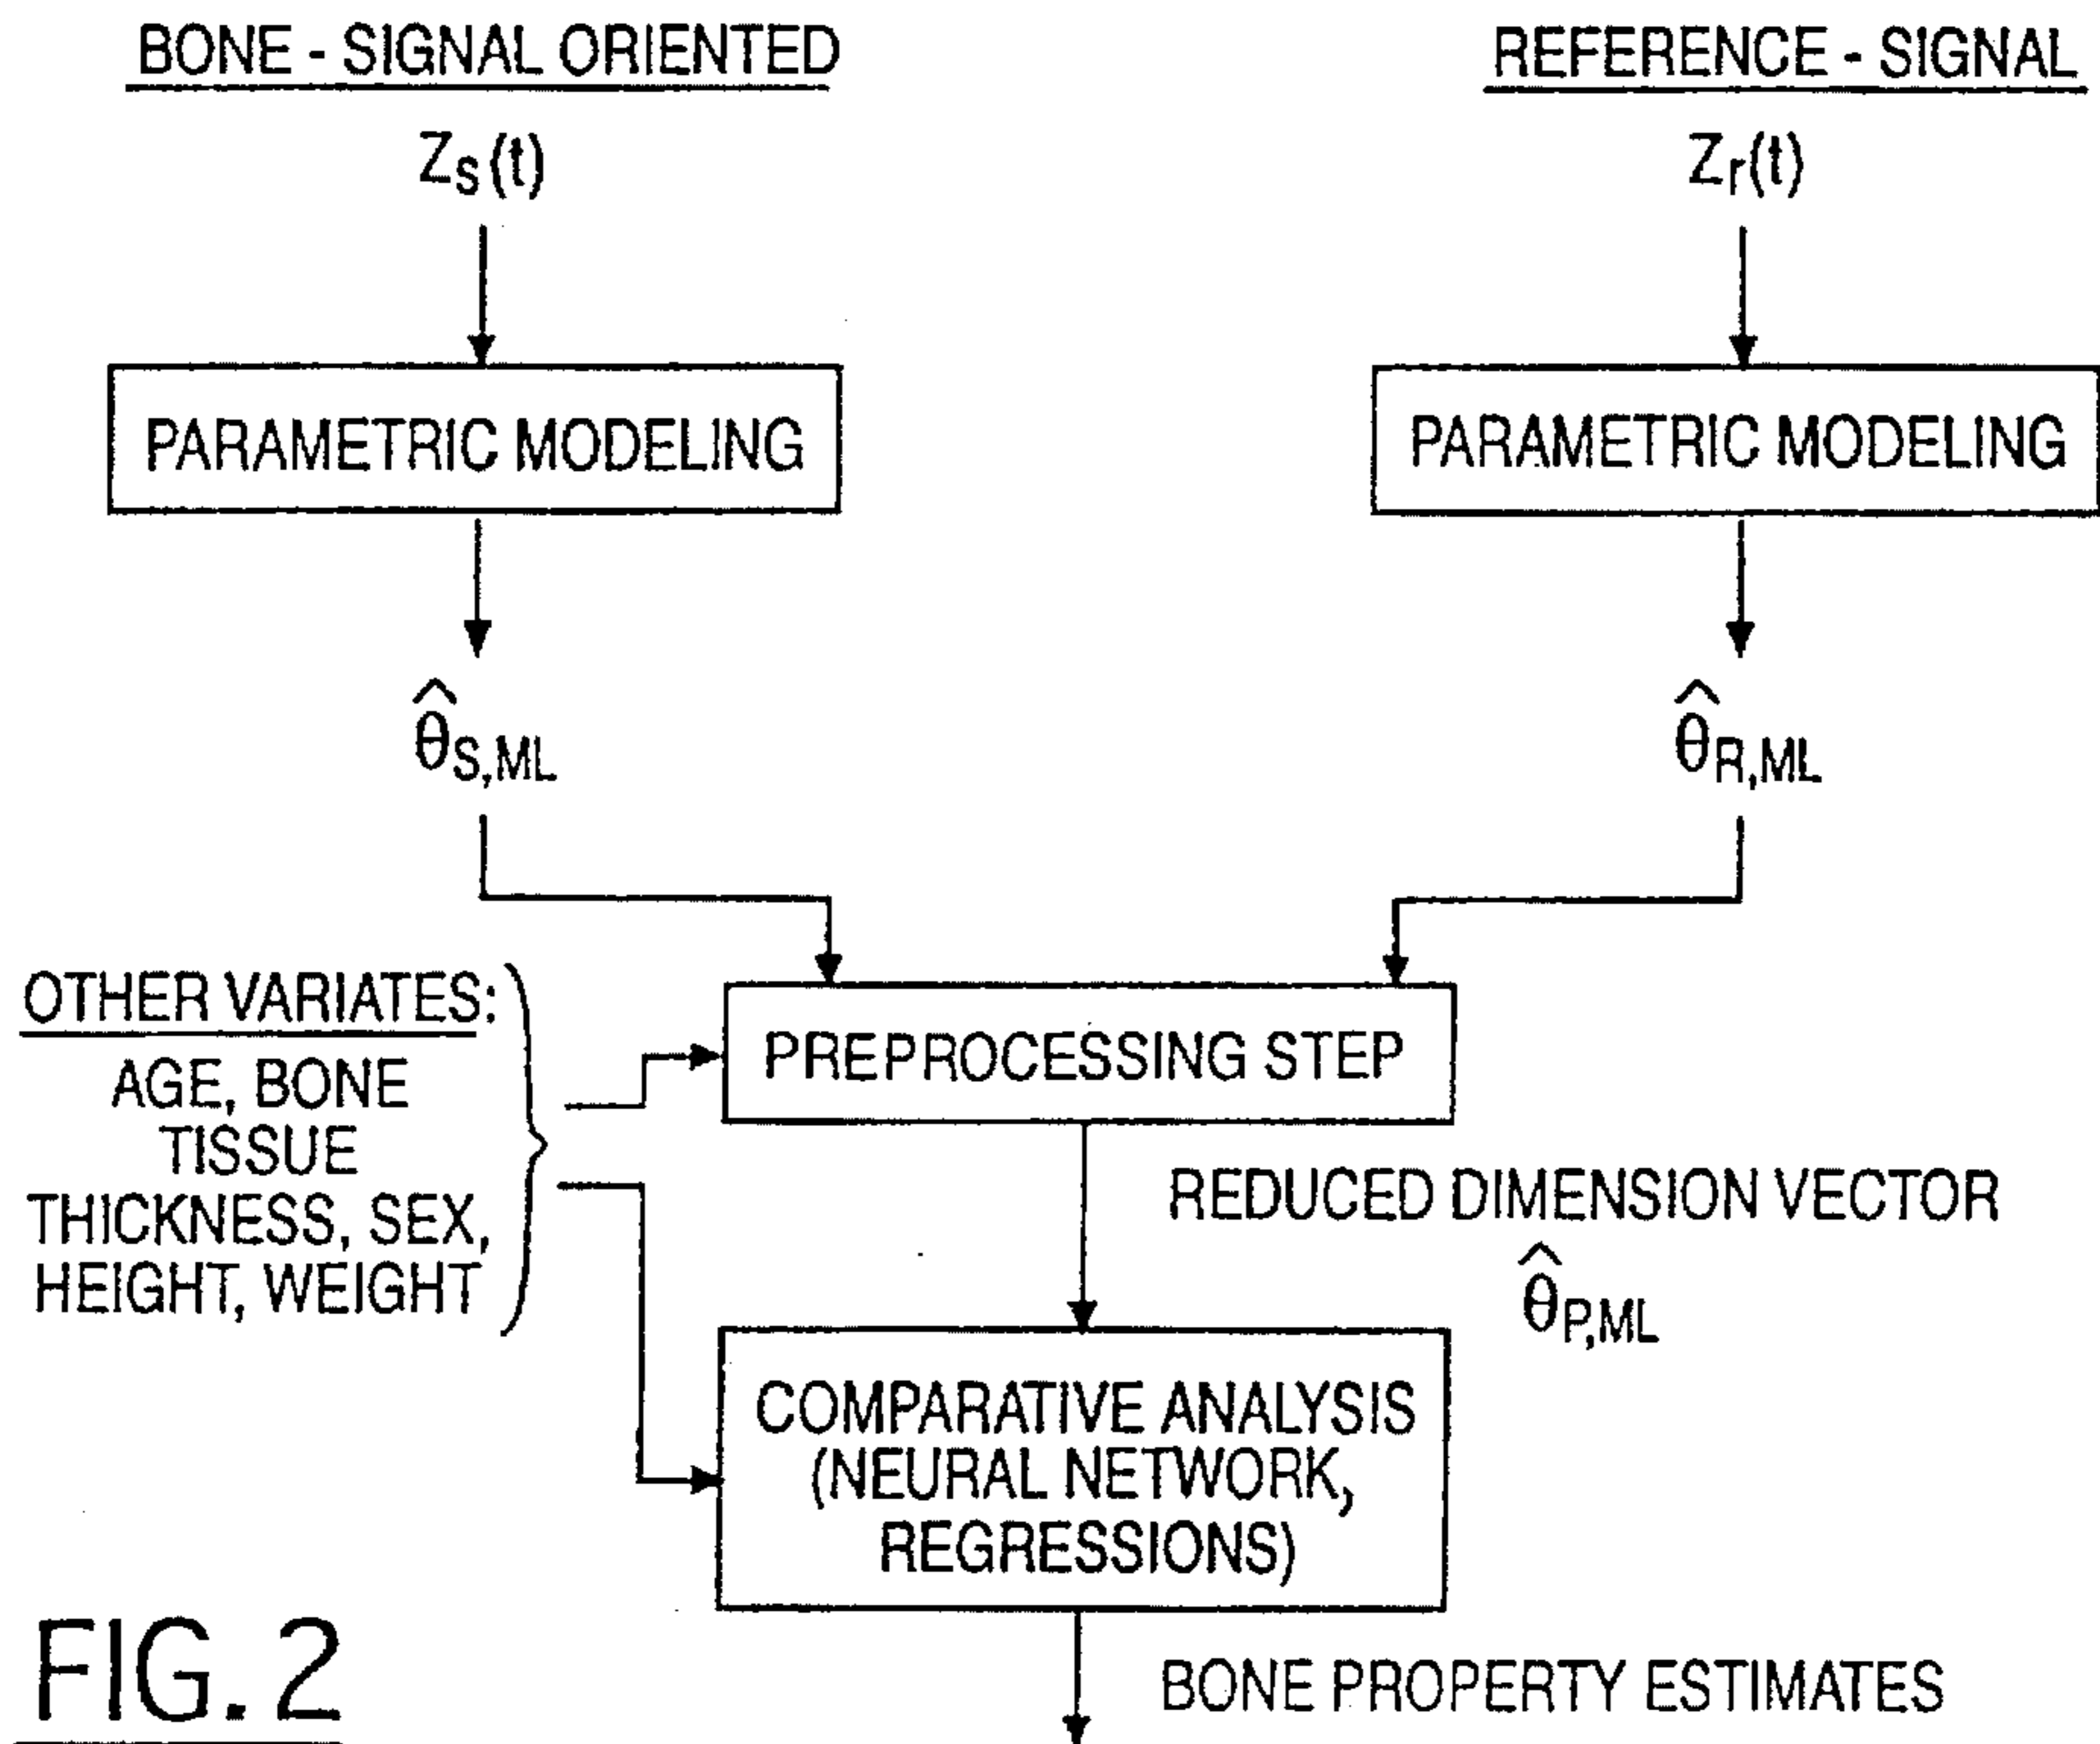 BONE - SIGNAL ORIENTED
REFERENCE - SIGNAL
Zs(t)
Zr(t)
PARAMETRIC MODELING
PARAMETRIC MODELING
θ̂S,ML
θ̂R,ML
OTHER VARIATES:
AGE, BONE
TISSUE
THICKNESS, SEX,
HEIGHT, WEIGHT
PREPROCESSING STEP
REDUCED DIMENSION VECTOR
θ̂P,ML
COMPARATIVE ANALYSIS
(NEURAL NETWORK,
REGRESSIONS)
BONE PROPERTY ESTIMATES
FIG. 2